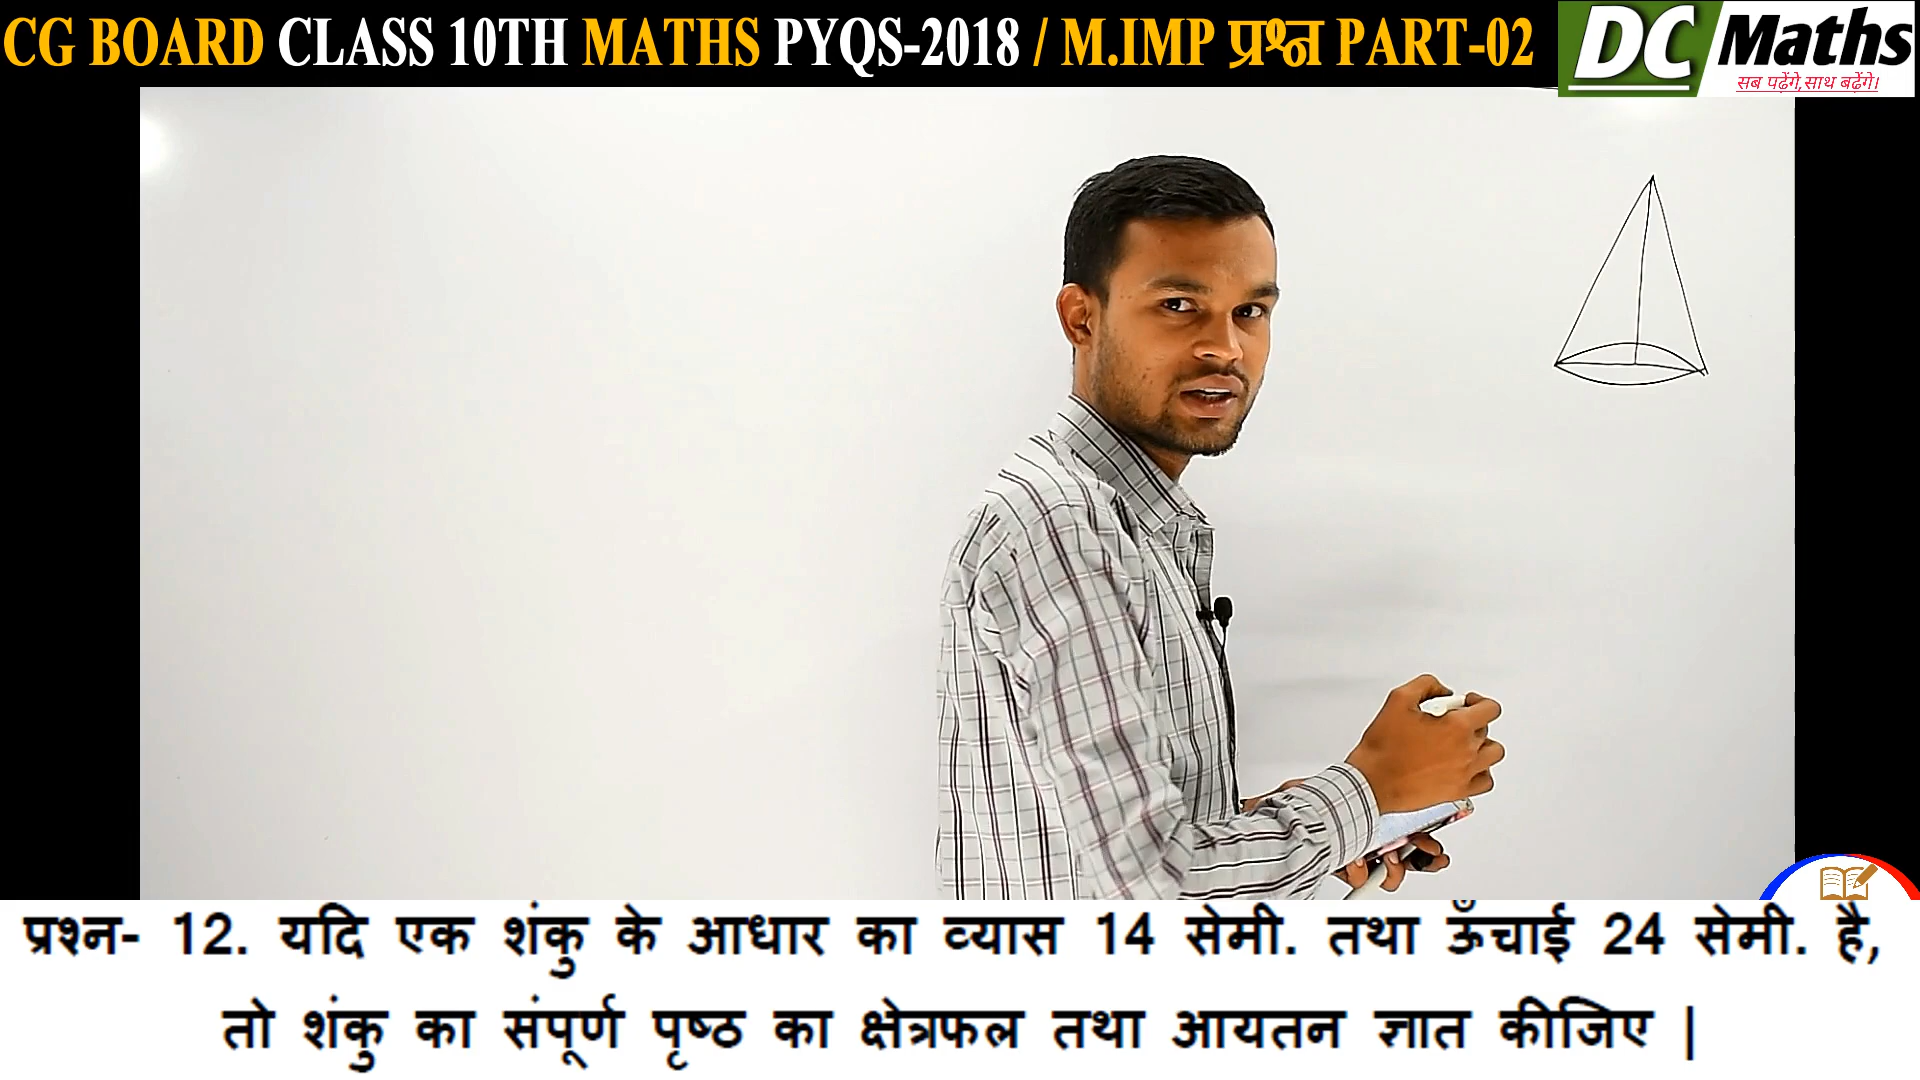 CG BOARD CLASS 10TH MATHS PYQS-2018 / M.IMP प्रश्न PART-02
DC Maths
सब पढ़ेंगे,साथ बढ़ेंगे।
प्रश्न- 12. यदि एक शंकु के आधार का व्यास 14 सेमी. तथा ऊँचाई 24 सेमी. है,
तो शंकु का संपूर्ण पृष्ठ का क्षेत्रफल तथा आयतन ज्ञात कीजिए |